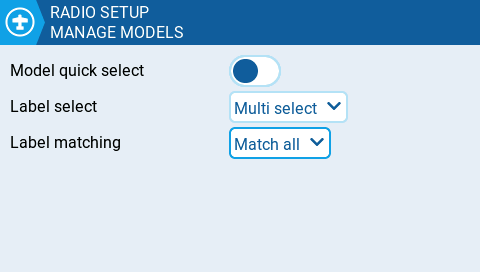 RADIO SETUP
MANAGE MODELS
Model quick select
Label select Multi select
Label matching Match all